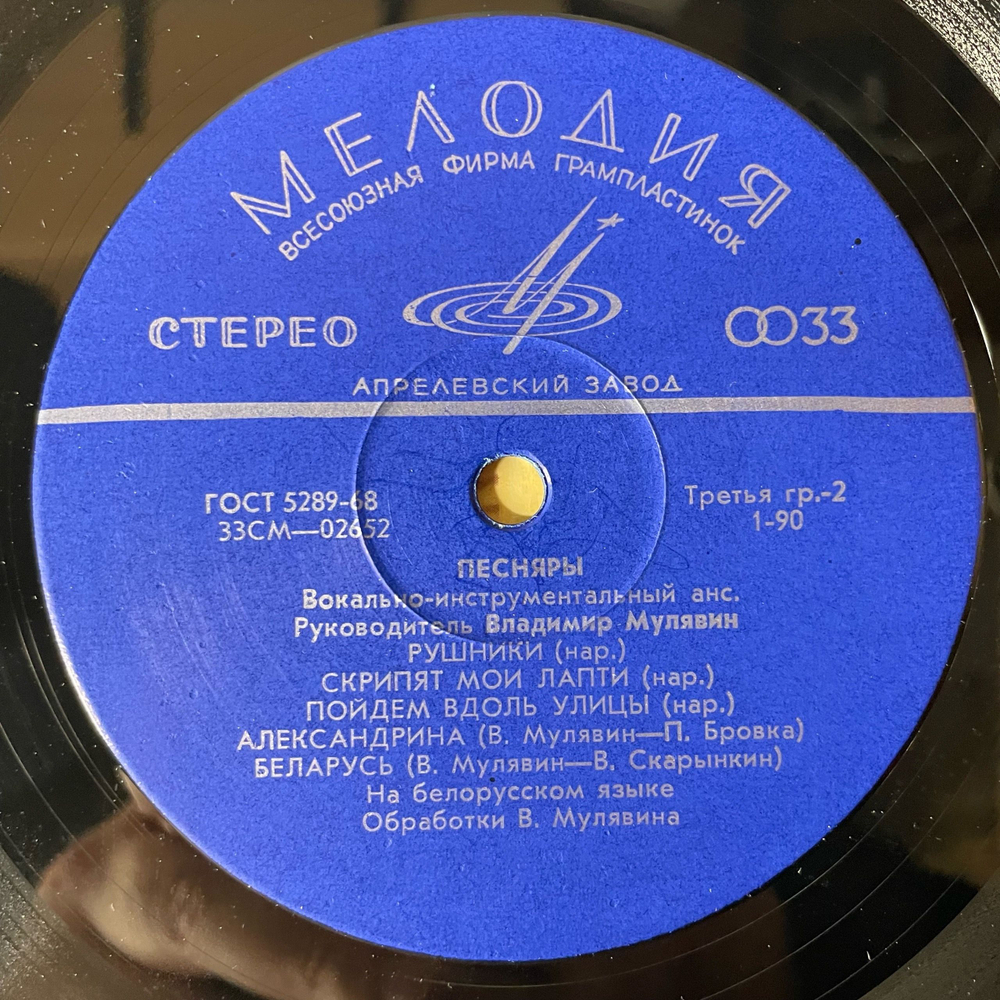 МЕЛОДИЯ
ВСЕСОЮЗНАЯ ФИРМА ГРАМПЛАСТИНОК
СТЕРЕО
33
АПРЕЛЕВСКИЙ ЗАВОД
ГОСТ 5289-68
33СМ—02652
Третья гр.-2
1-90
ПЕСНЯРЫ
Вокально-инструментальный анс.
Руководитель Владимир Мулявин
РУШНИКИ (нар.)
СКРИПЯТ МОИ ЛАПТИ (нар.)
ПОЙДЕМ ВДОЛЬ УЛИЦЫ (нар.)
АЛЕКСАНДРИНА (В. Мулявин—П. Бровка)
БЕЛАРУСЬ (В. Мулявин—В. Скарынкин)
На белорусском языке
Обработки В. Мулявина